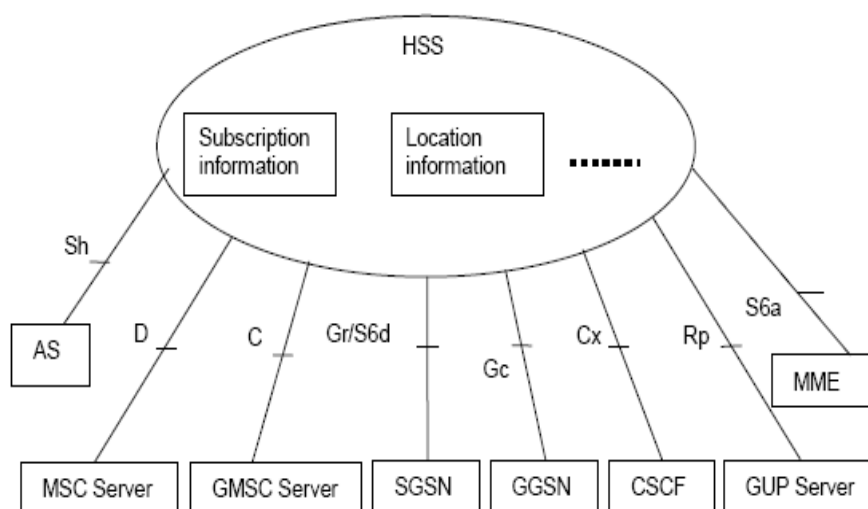 HSS
Subscription
information
Location
information
Sh
D
C
Gr/S6d
Gc
Cx
Rp
S6a
AS
MME
MSC Server
GMSC Server
SGSN
GGSN
CSCF
GUP Server